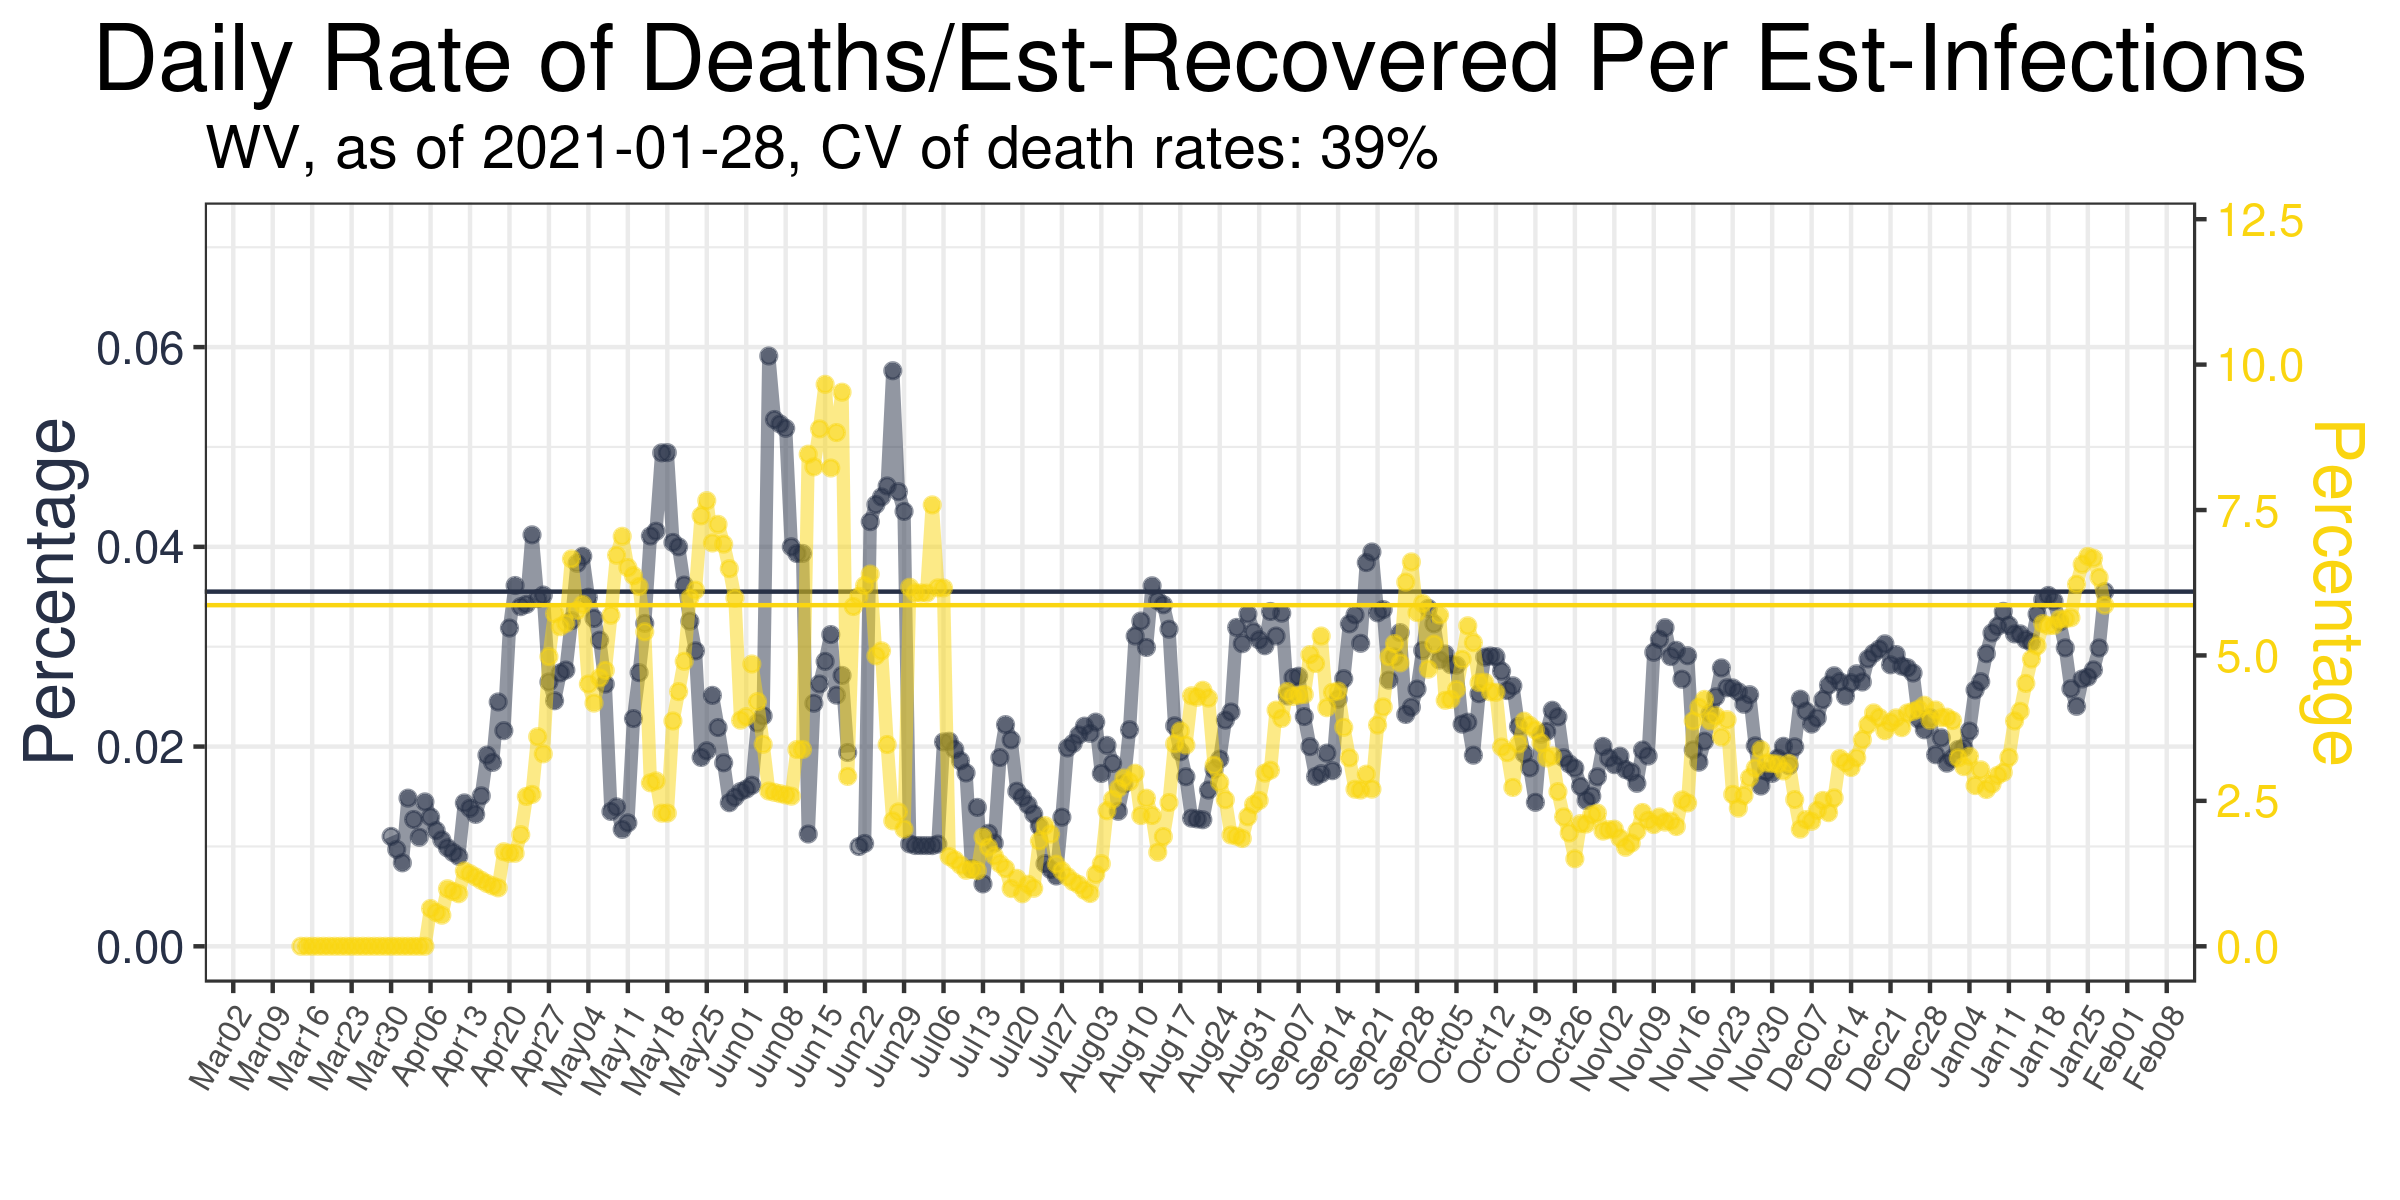 Daily Rate of Deaths/Est-Recovered Per Est-Infections
WV, as of 2021-01-28, CV of death rates: 39%
Percentage
0.06
0.04
0.02
0.00
12.5
10.0
7.5
5.0
2.5
0.0
Percentage
Mar02
Mar09
Mar16
Mar23
Mar30
Apr06
Apr13
Apr20
Apr27
May04
May11
May18
May25
Jun01
Jun08
Jun15
Jun22
Jun29
Jul06
Jul13
Jul20
Jul27
Aug03
Aug10
Aug17
Aug24
Aug31
Sep07
Sep14
Sep21
Sep28
Oct05
Oct12
Oct19
Oct26
Nov02
Nov09
Nov16
Nov23
Nov30
Dec07
Dec14
Dec21
Dec28
Jan04
Jan11
Jan18
Jan25
Feb01
Feb08